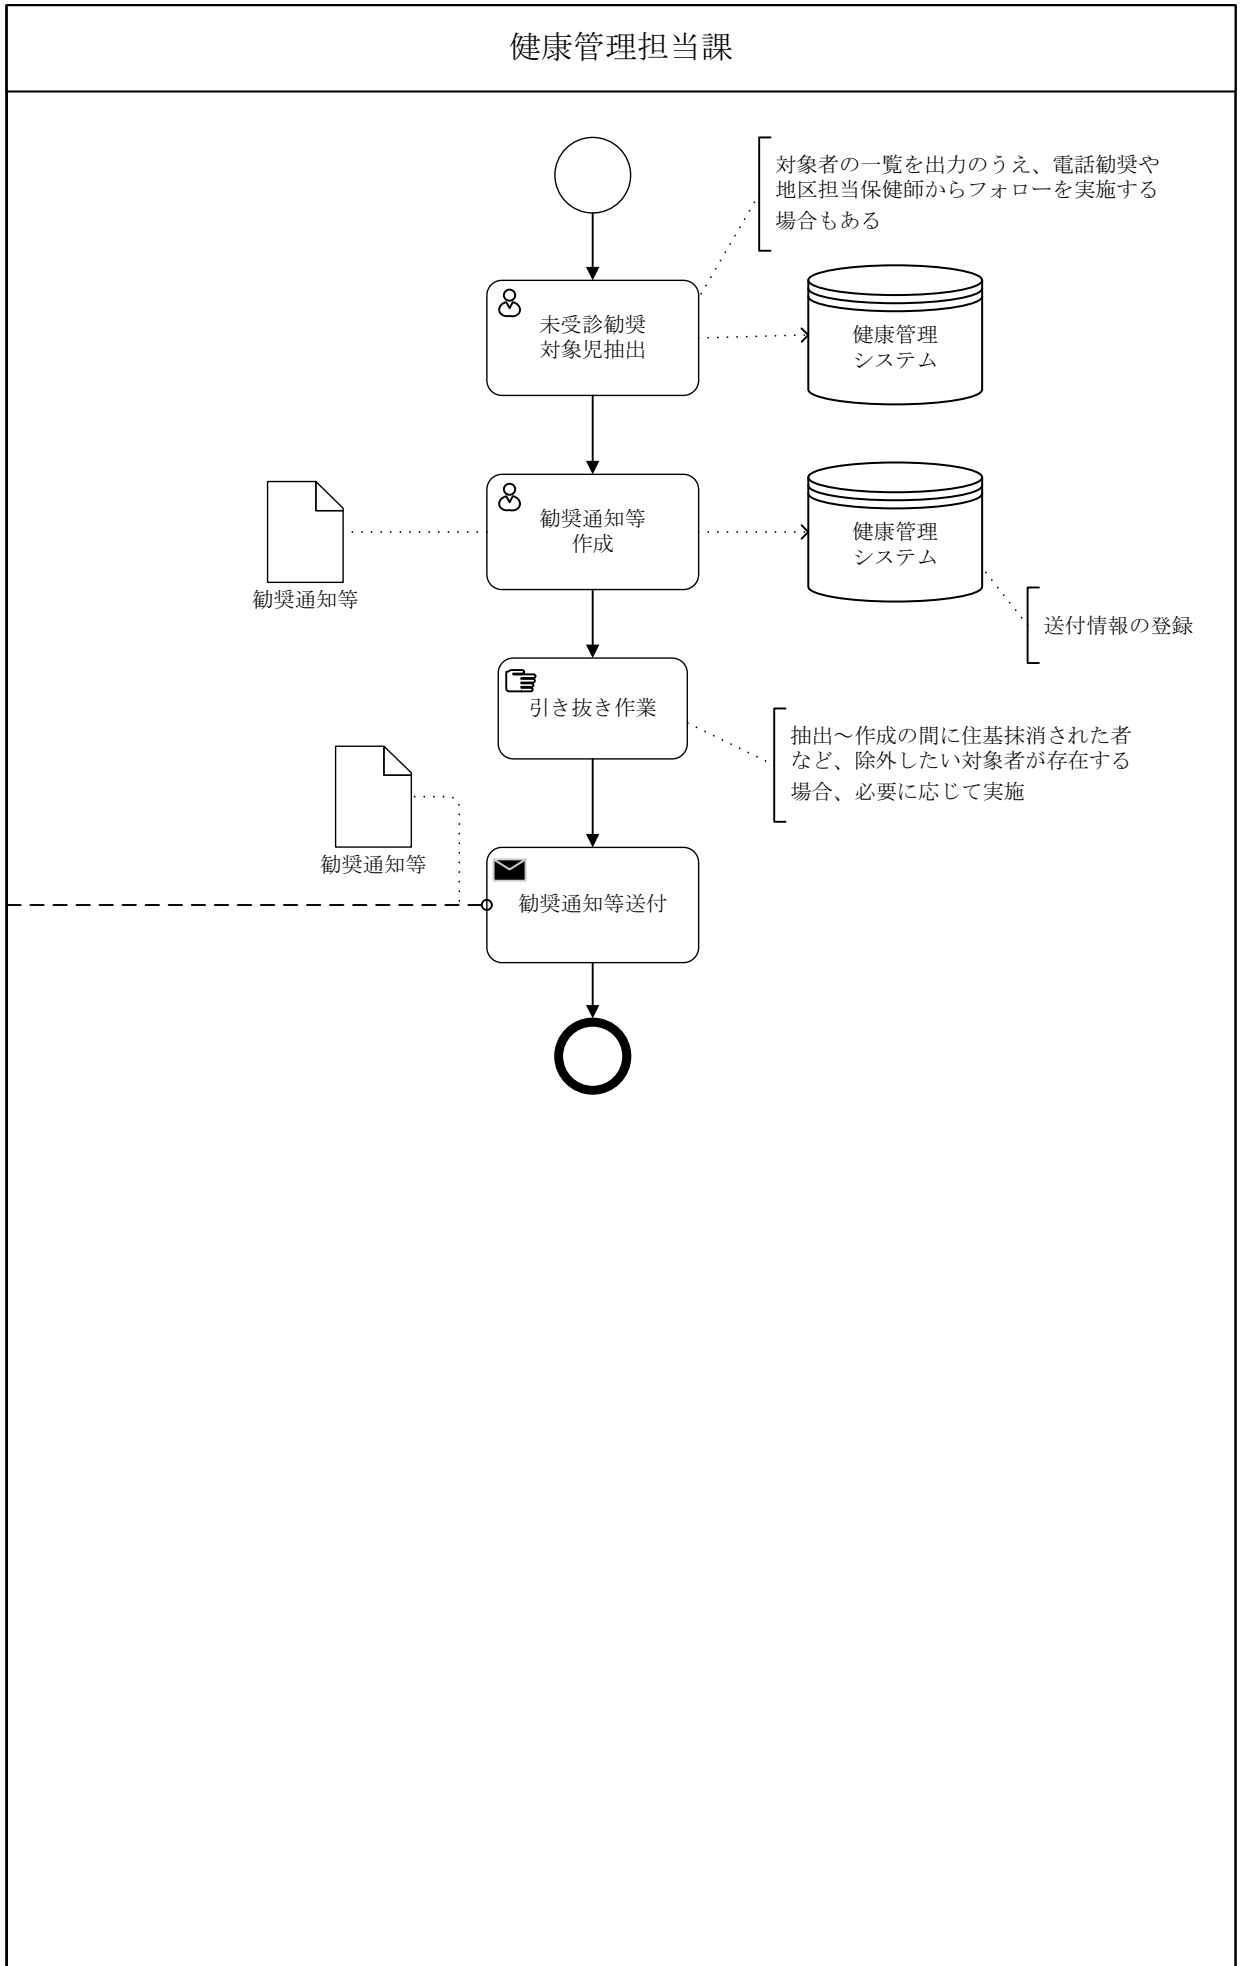 健康管理担当課
対象者の一覧を出力のうえ、電話勧奨や
地区担当保健師からフォローを実施する
場合もある
未受診勧奨
対象児抽出
健康管理
システム
勧奨通知等
作成
健康管理
システム
勧奨通知等
送付情報の登録
引き抜き作業
抽出～作成の間に住基抹消された者
など、除外したい対象者が存在する
場合、必要に応じて実施
勧奨通知等
勧奨通知等送付